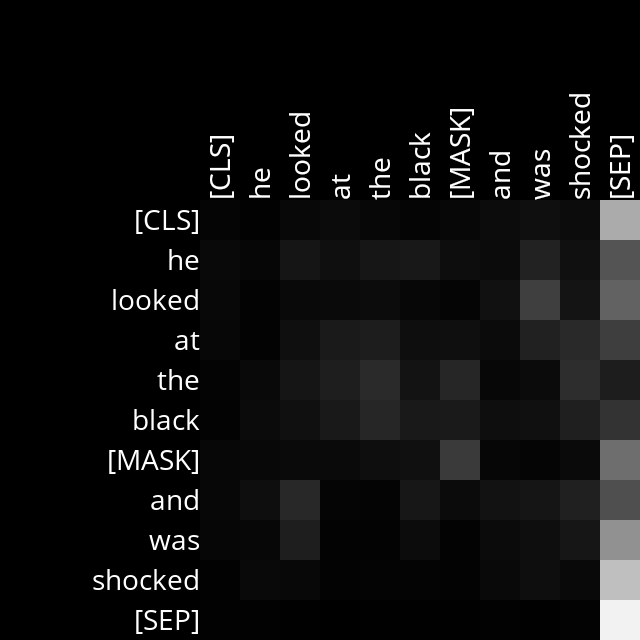 [CLS] he looked at the black [MASK] and was shocked [SEP]
[CLS]
he
looked
at
the
black
[MASK]
and
was
shocked
[SEP]